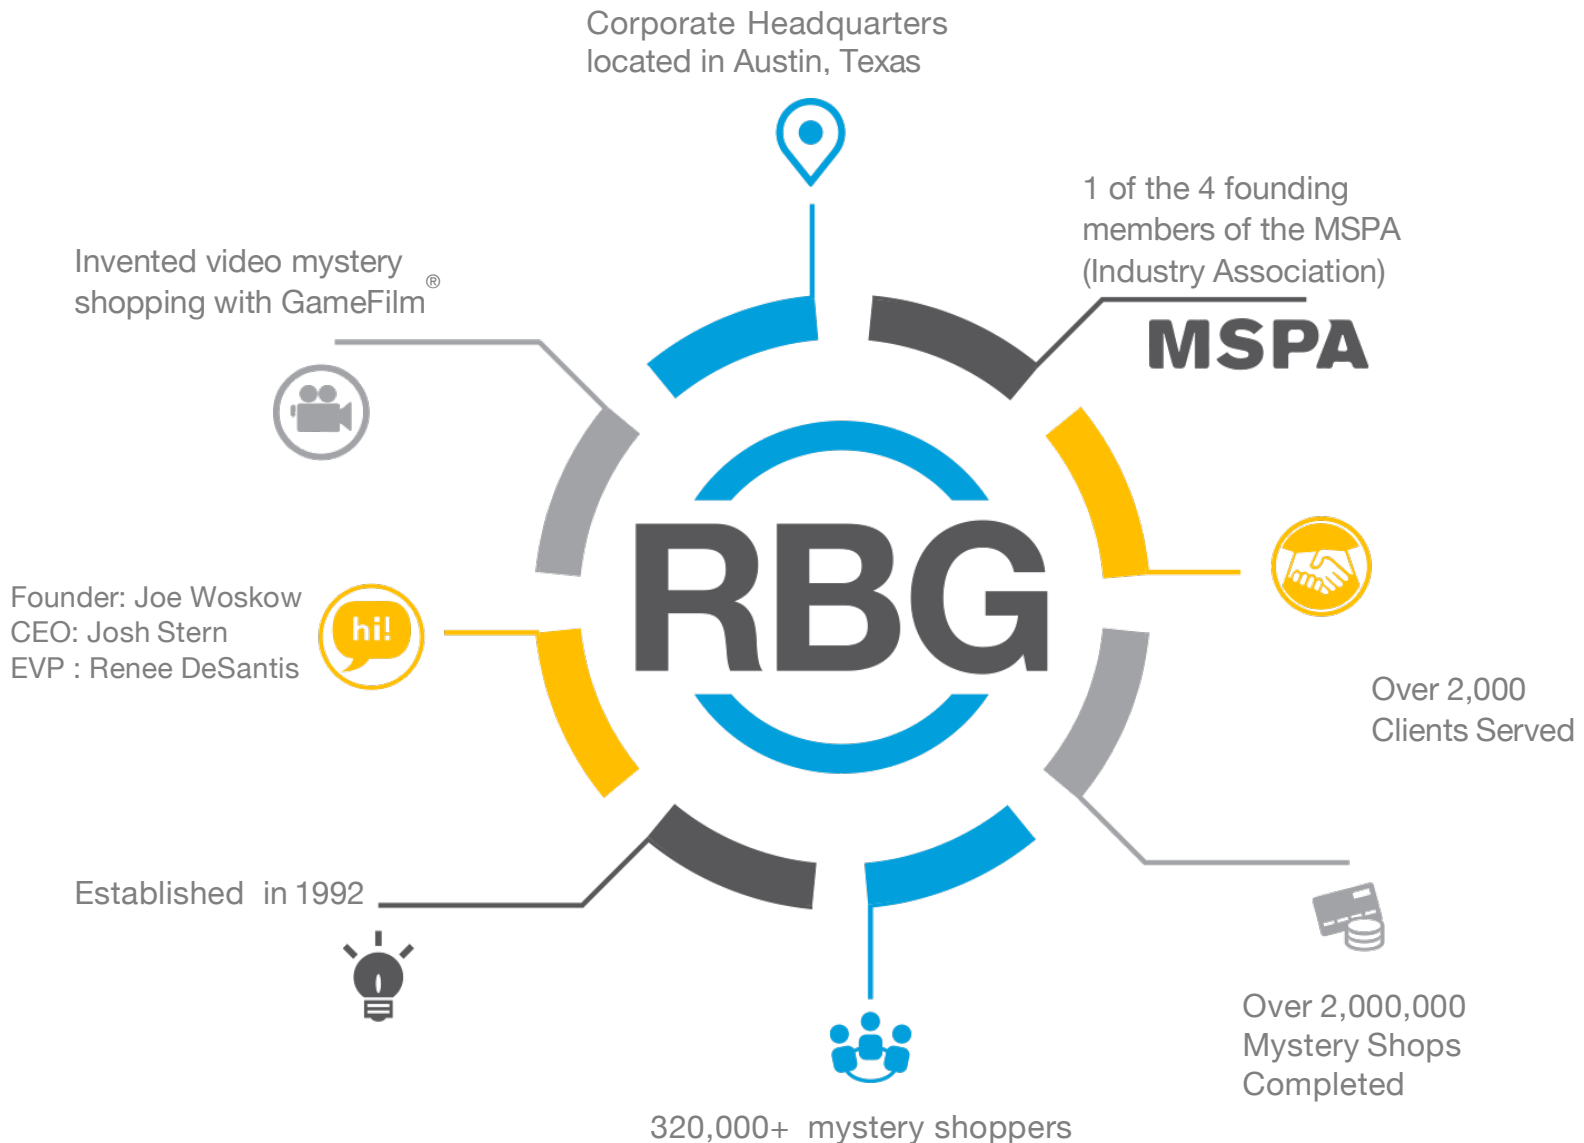 Corporate Headquarters
located in Austin, Texas
1 of the 4 founding
members of the MSPA
(Industry Association)
MSPA
Invented video mystery
shopping with GameFilm®
RBG
Founder: Joe Woskow
CEO: Josh Stern
EVP : Renee DeSantis
hi!
Over 2,000
Clients Served
Established in 1992
Over 2,000,000
Mystery Shops
Completed
320,000+ mystery shoppers